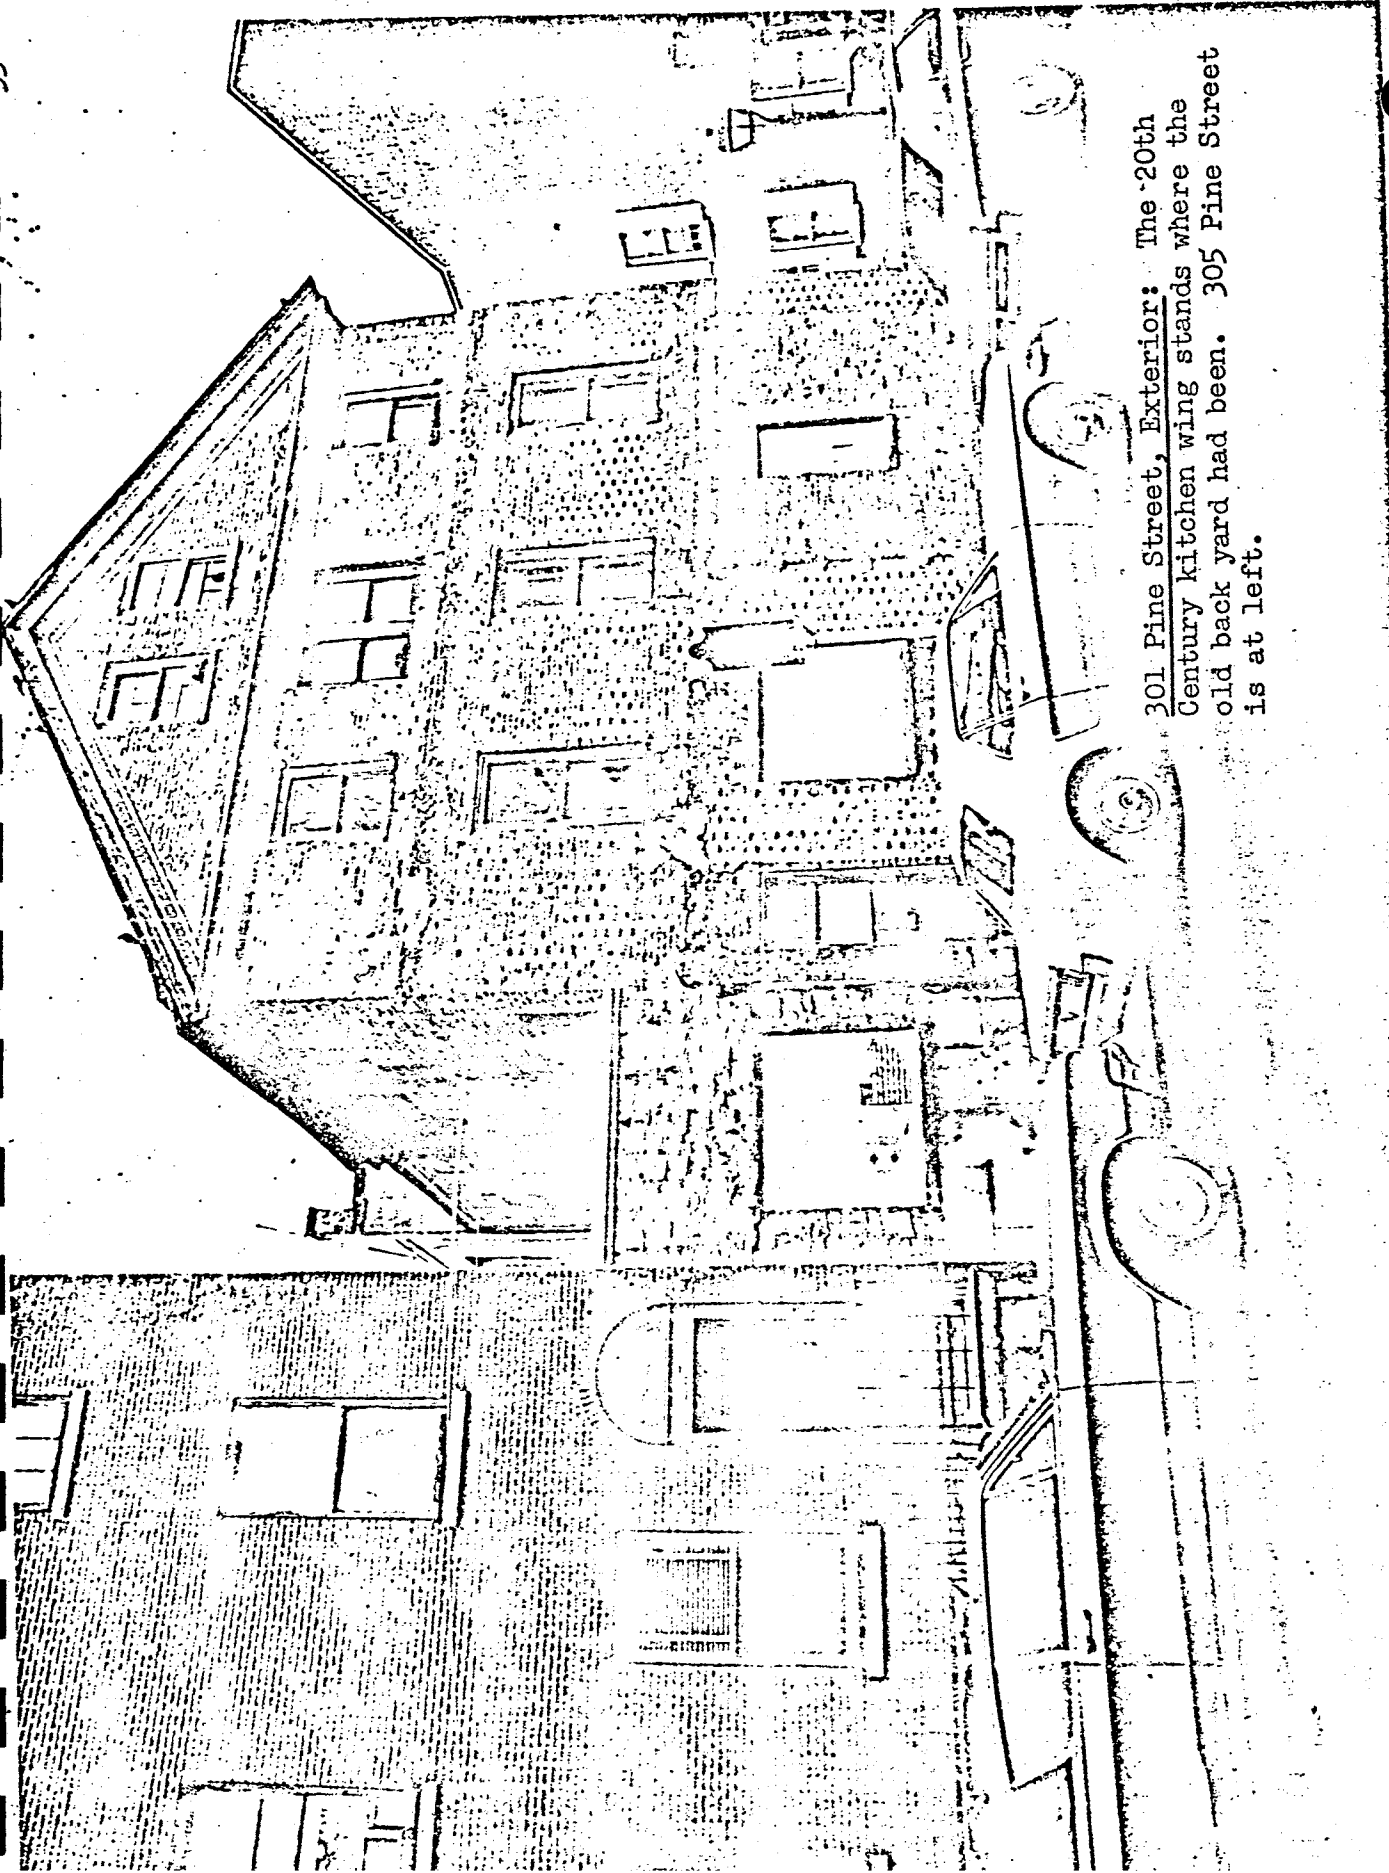 301 Pine Street, Exterior: The 20th
Century kitchen wing stands where the
old back yard had been. 305 Pine Street
is at left.